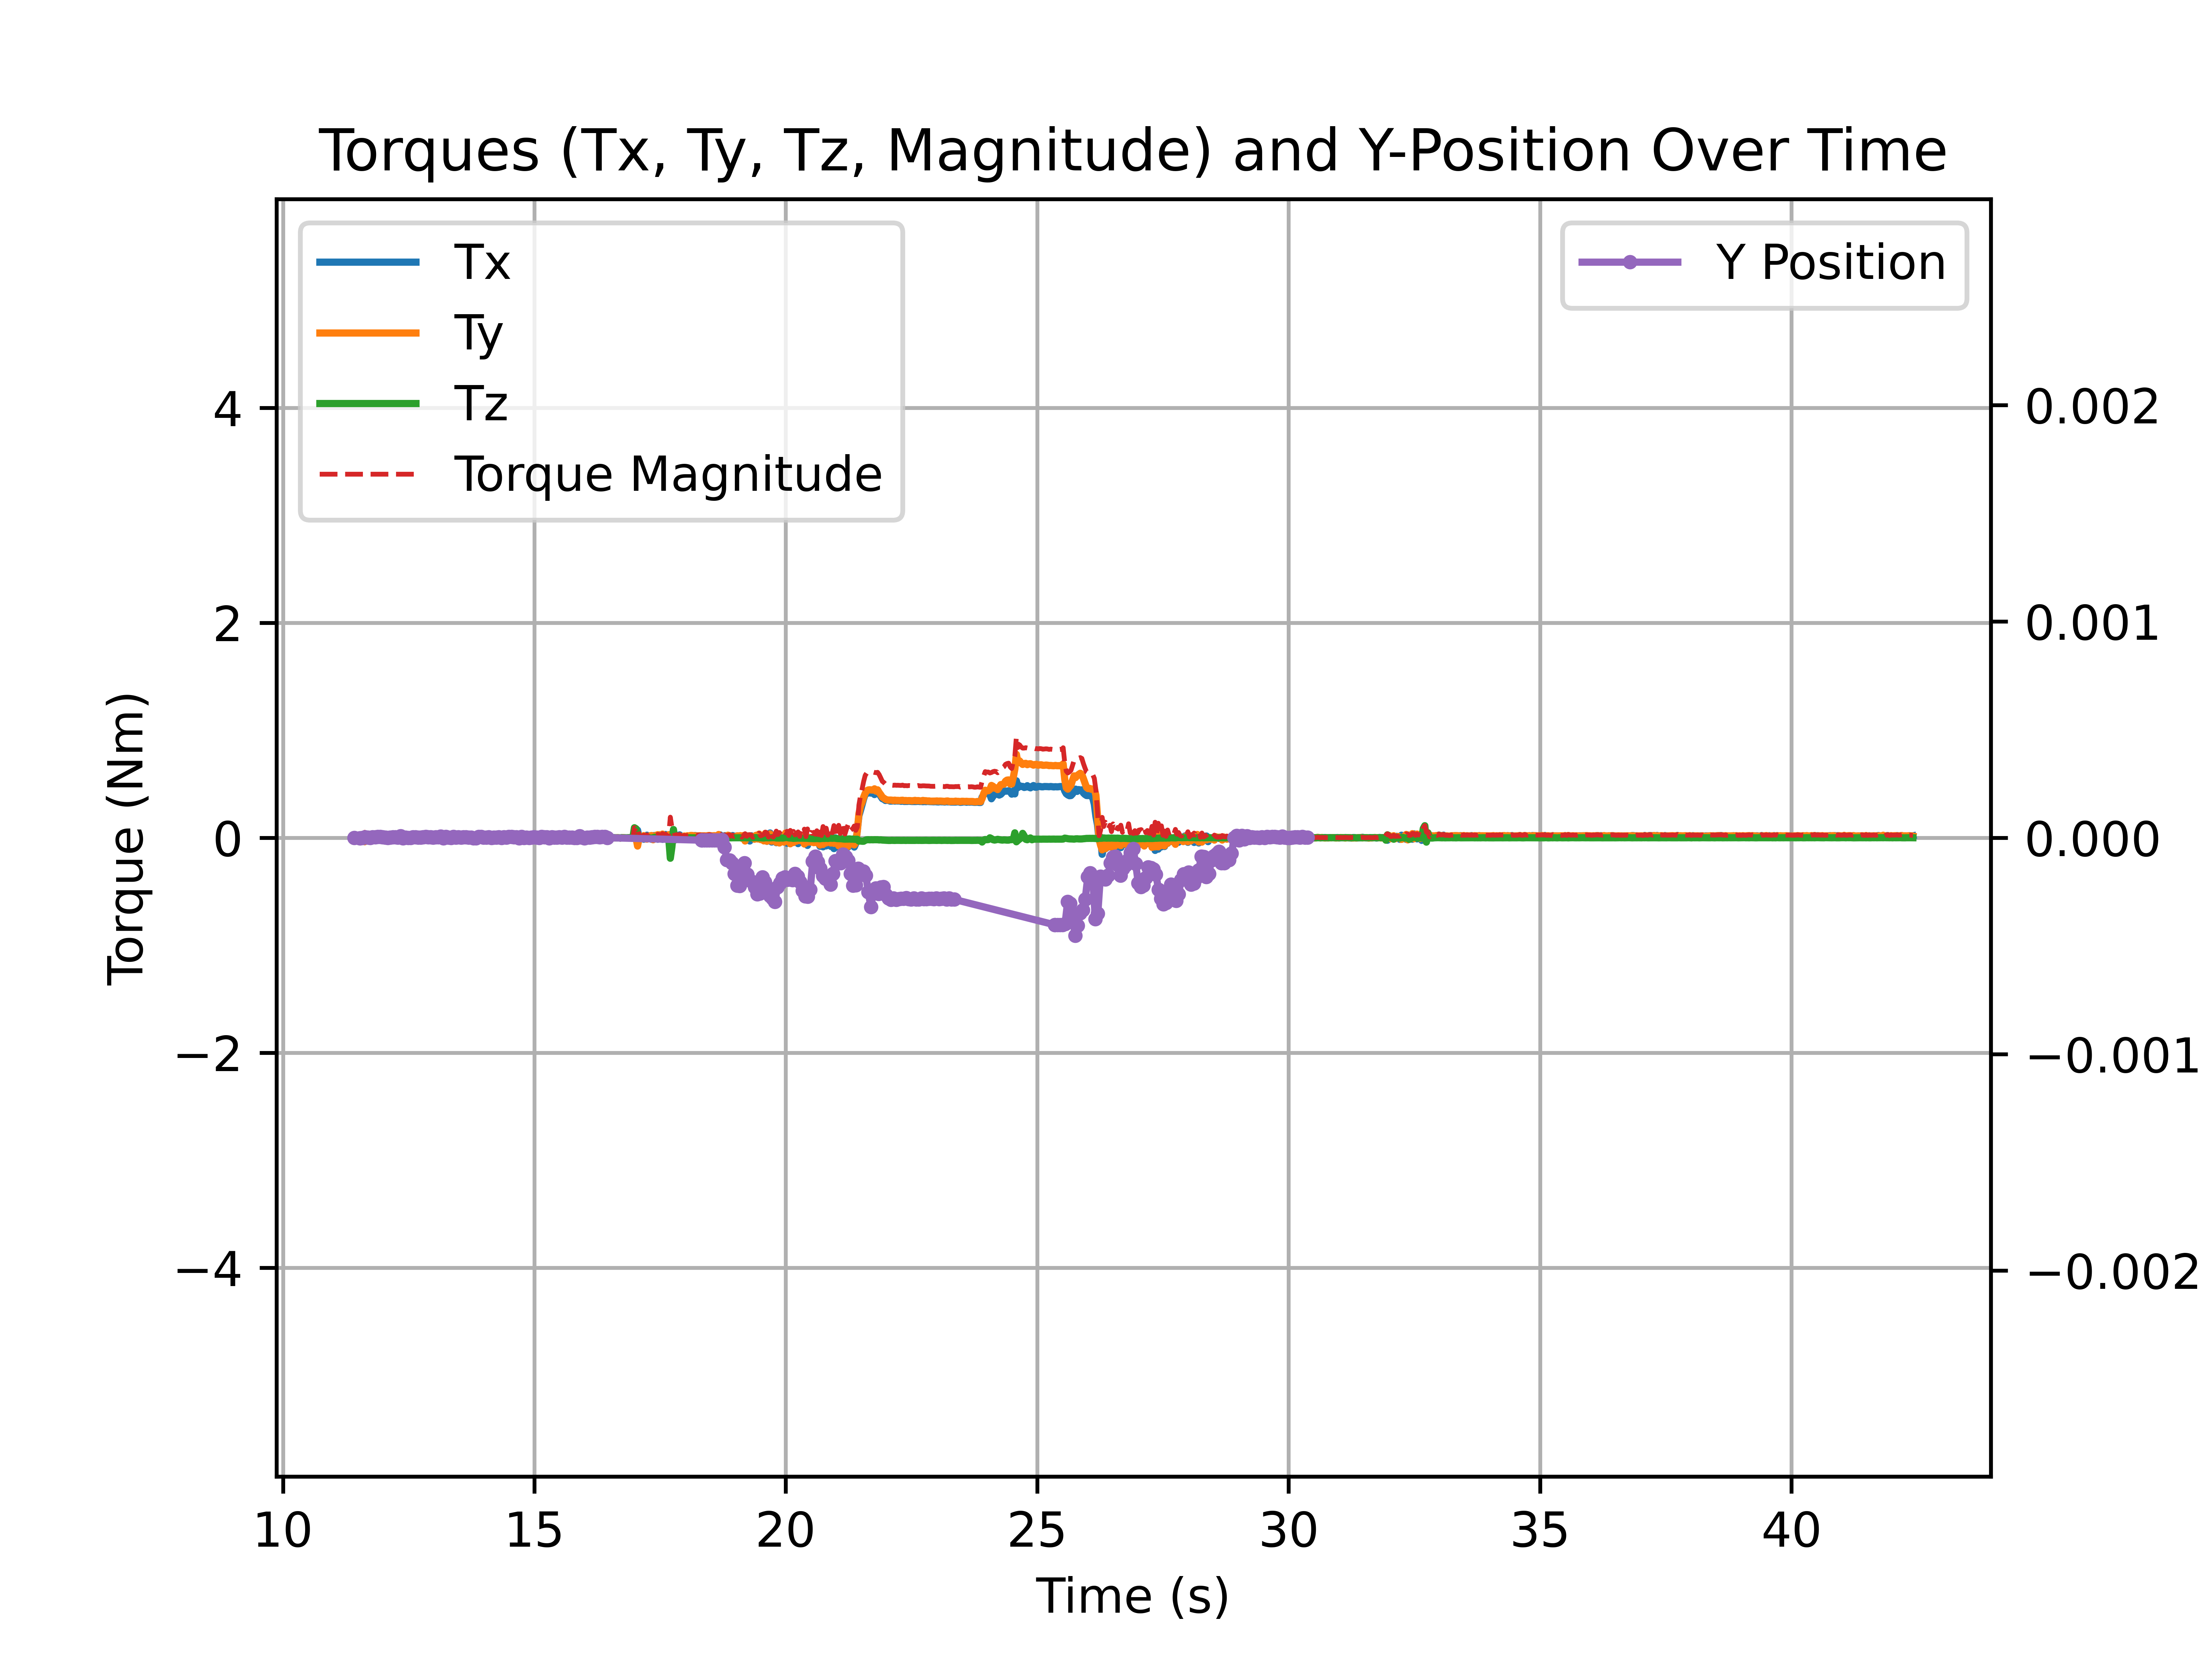 Torques (Tx, Ty, Tz, Magnitude) and Y-Position Over Time
Tx
Ty
Tz
Torque Magnitude
Y Position
Torque (Nm)
4
2
0
−2
−4
0.002
0.001
0.000
−0.001
−0.002
10 15 20 25 30 35 40
Time (s)